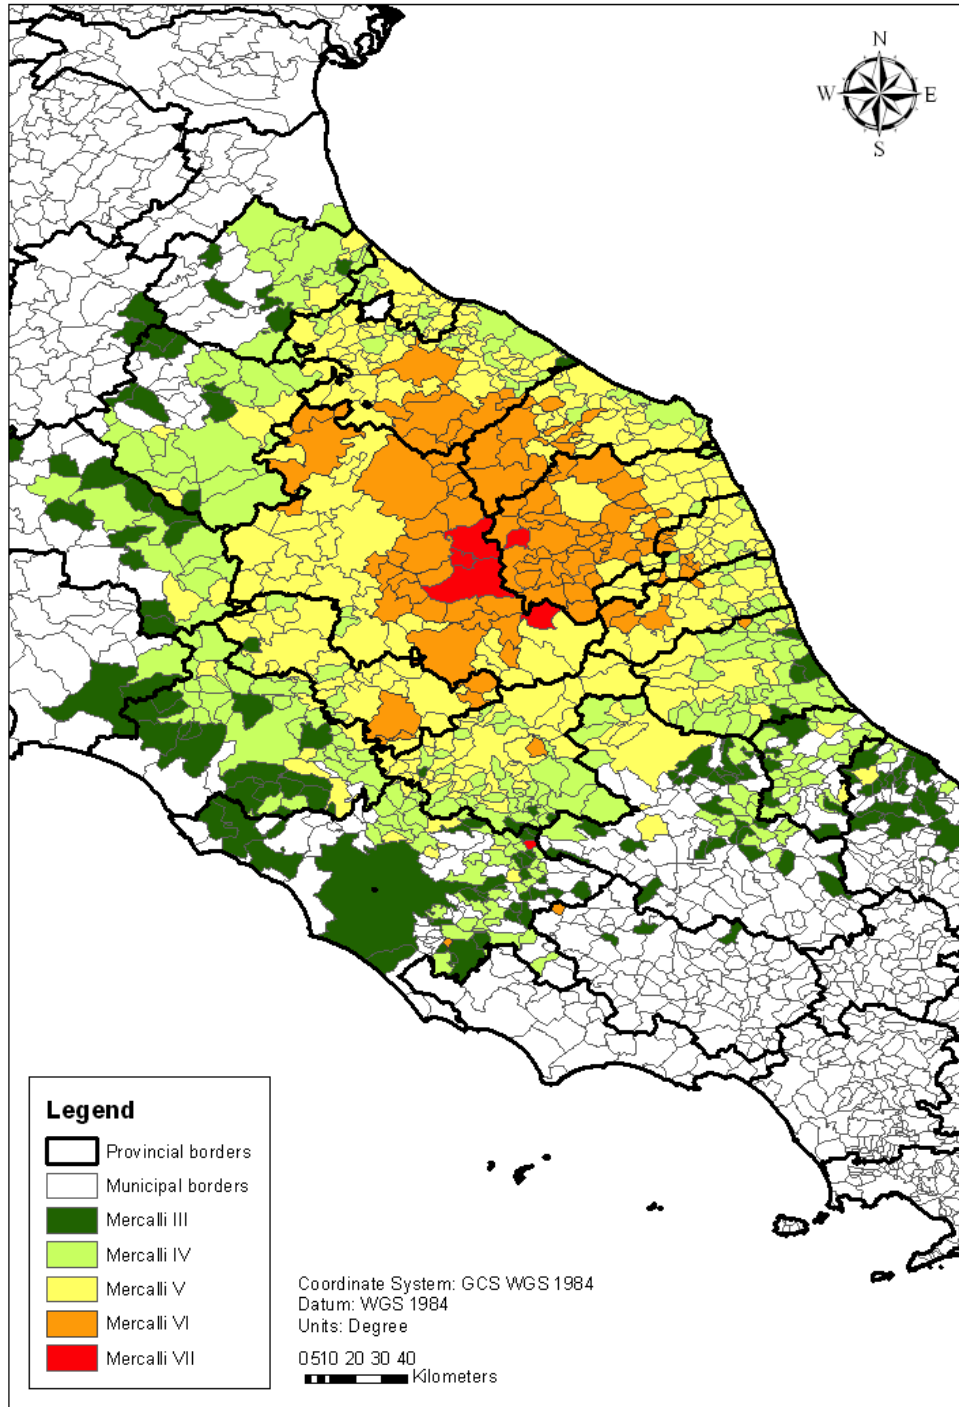 N
W E
S
Legend
Provincial borders
Municipal borders
Mercalli III
Mercalli IV
Mercalli V
Mercalli VI
Mercalli VII
Coordinate System: GCS WGS 1984
Datum: WGS 1984
Units: Degree
0510 20 30 40
Kilometers